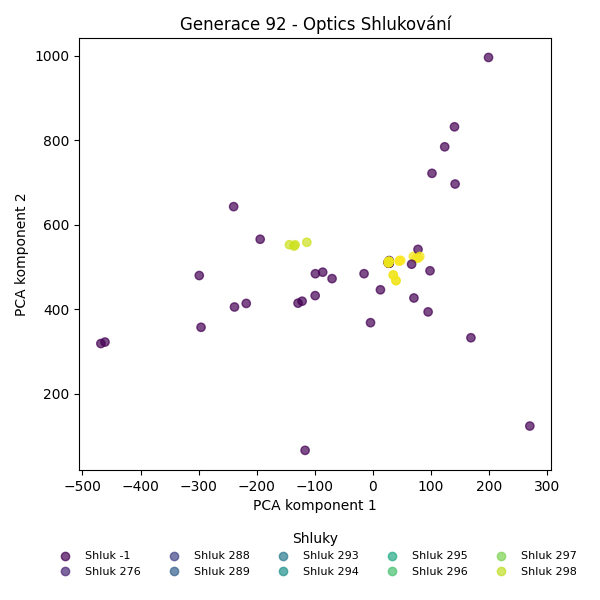 Generace 92 - Optics Shlukování
1000
800
600
400
200
PCA komponent 2
−500 −400 −300 −200 −100 0 100 200 300
PCA komponent 1
Shluky
Shluk -1 Shluk 288 Shluk 293 Shluk 295 Shluk 297
Shluk 276 Shluk 289 Shluk 294 Shluk 296 Shluk 298